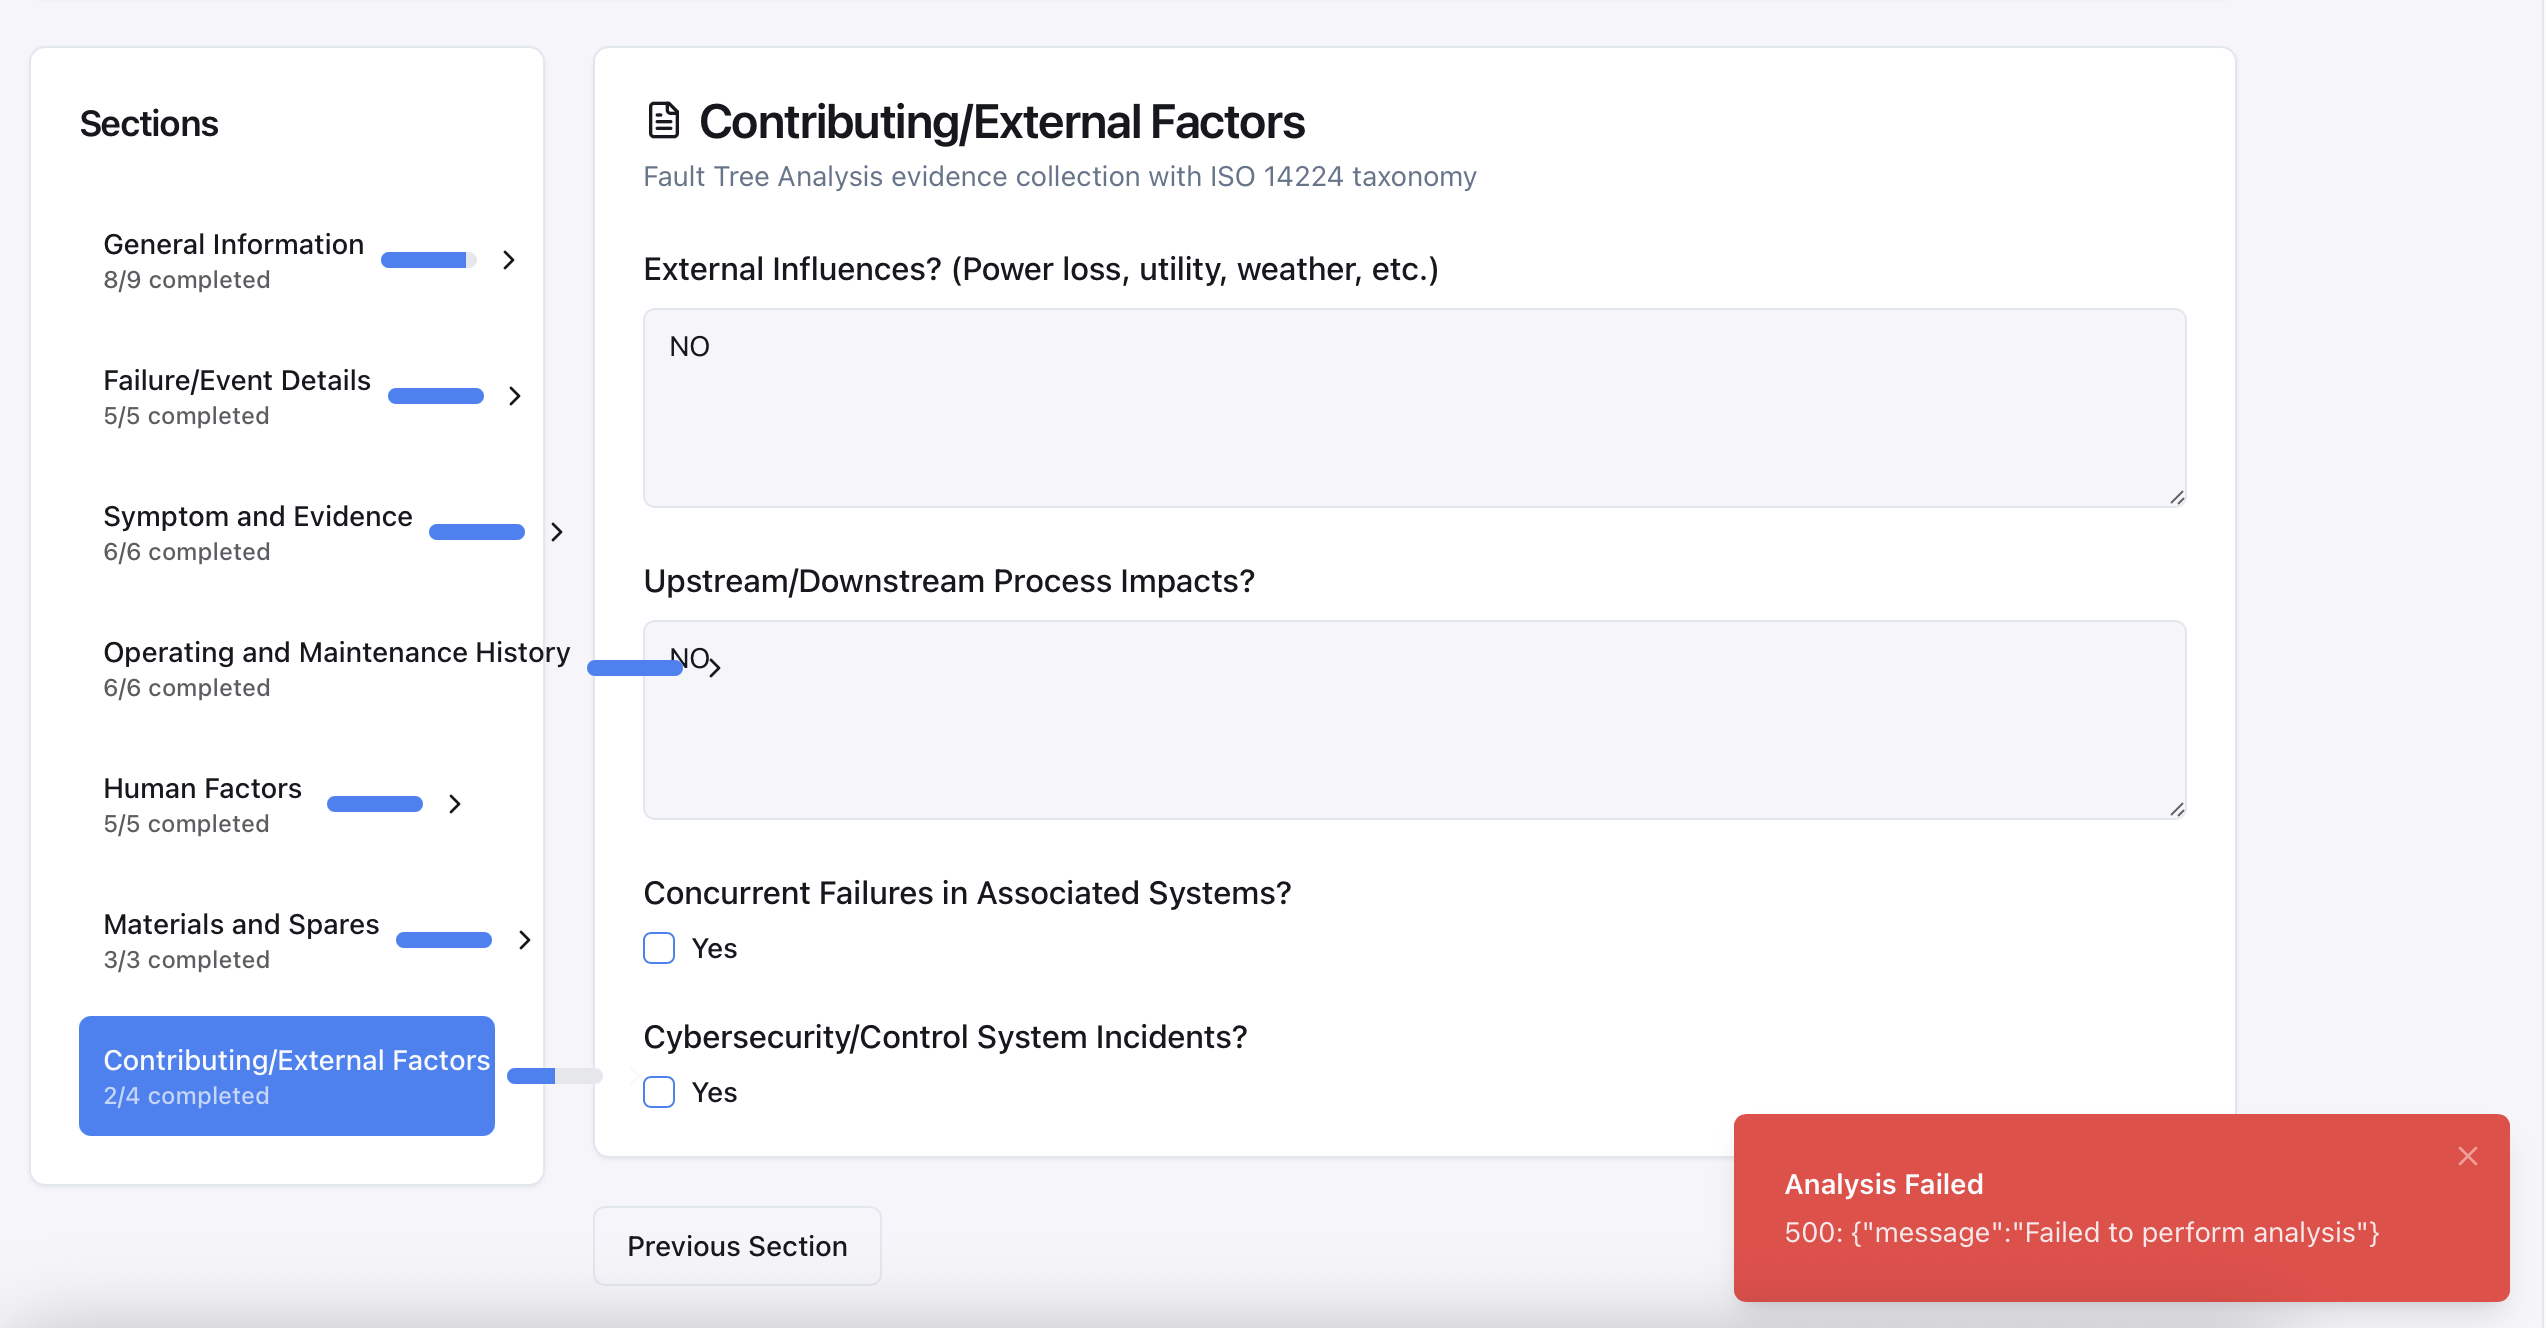 Sections
General Information
8/9 completed
Failure/Event Details
5/5 completed
Symptom and Evidence
6/6 completed
Operating and Maintenance History
6/6 completed
Human Factors
5/5 completed
Materials and Spares
3/3 completed
Contributing/External Factors
2/4 completed
Contributing/External Factors
Fault Tree Analysis evidence collection with ISO 14224 taxonomy
External Influences? (Power loss, utility, weather, etc.)
NO
Upstream/Downstream Process Impacts?
NO
Concurrent Failures in Associated Systems?
Yes
Cybersecurity/Control System Incidents?
Yes
Previous Section
Analysis Failed
500: {"message":"Failed to perform analysis"}